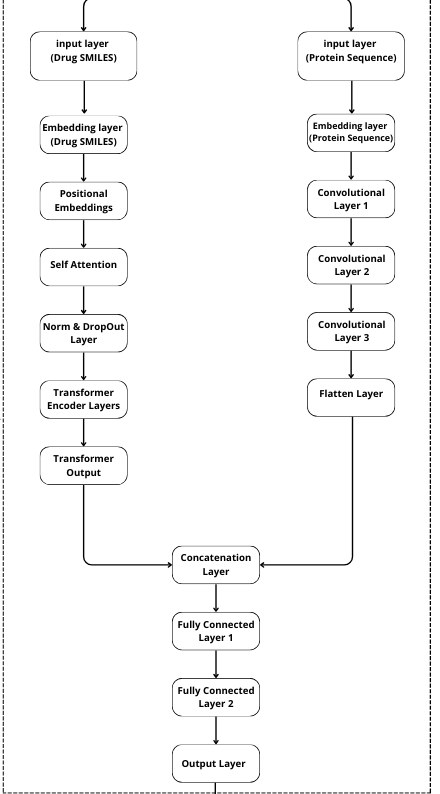 input layer
(Drug SMILES)
Embedding layer
(Drug SMILES)
Positional
Embeddings
Self Attention
Norm & DropOut
Layer
Transformer
Encoder Layers
Transformer
Output
input layer
(Protein Sequence)
Embedding layer
(Protein Sequence)
Convolutional
Layer 1
Convolutional
Layer 2
Convolutional
Layer 3
Flatten Layer
Concatenation
Layer
Fully Connected
Layer 1
Fully Connected
Layer 2
Output Layer